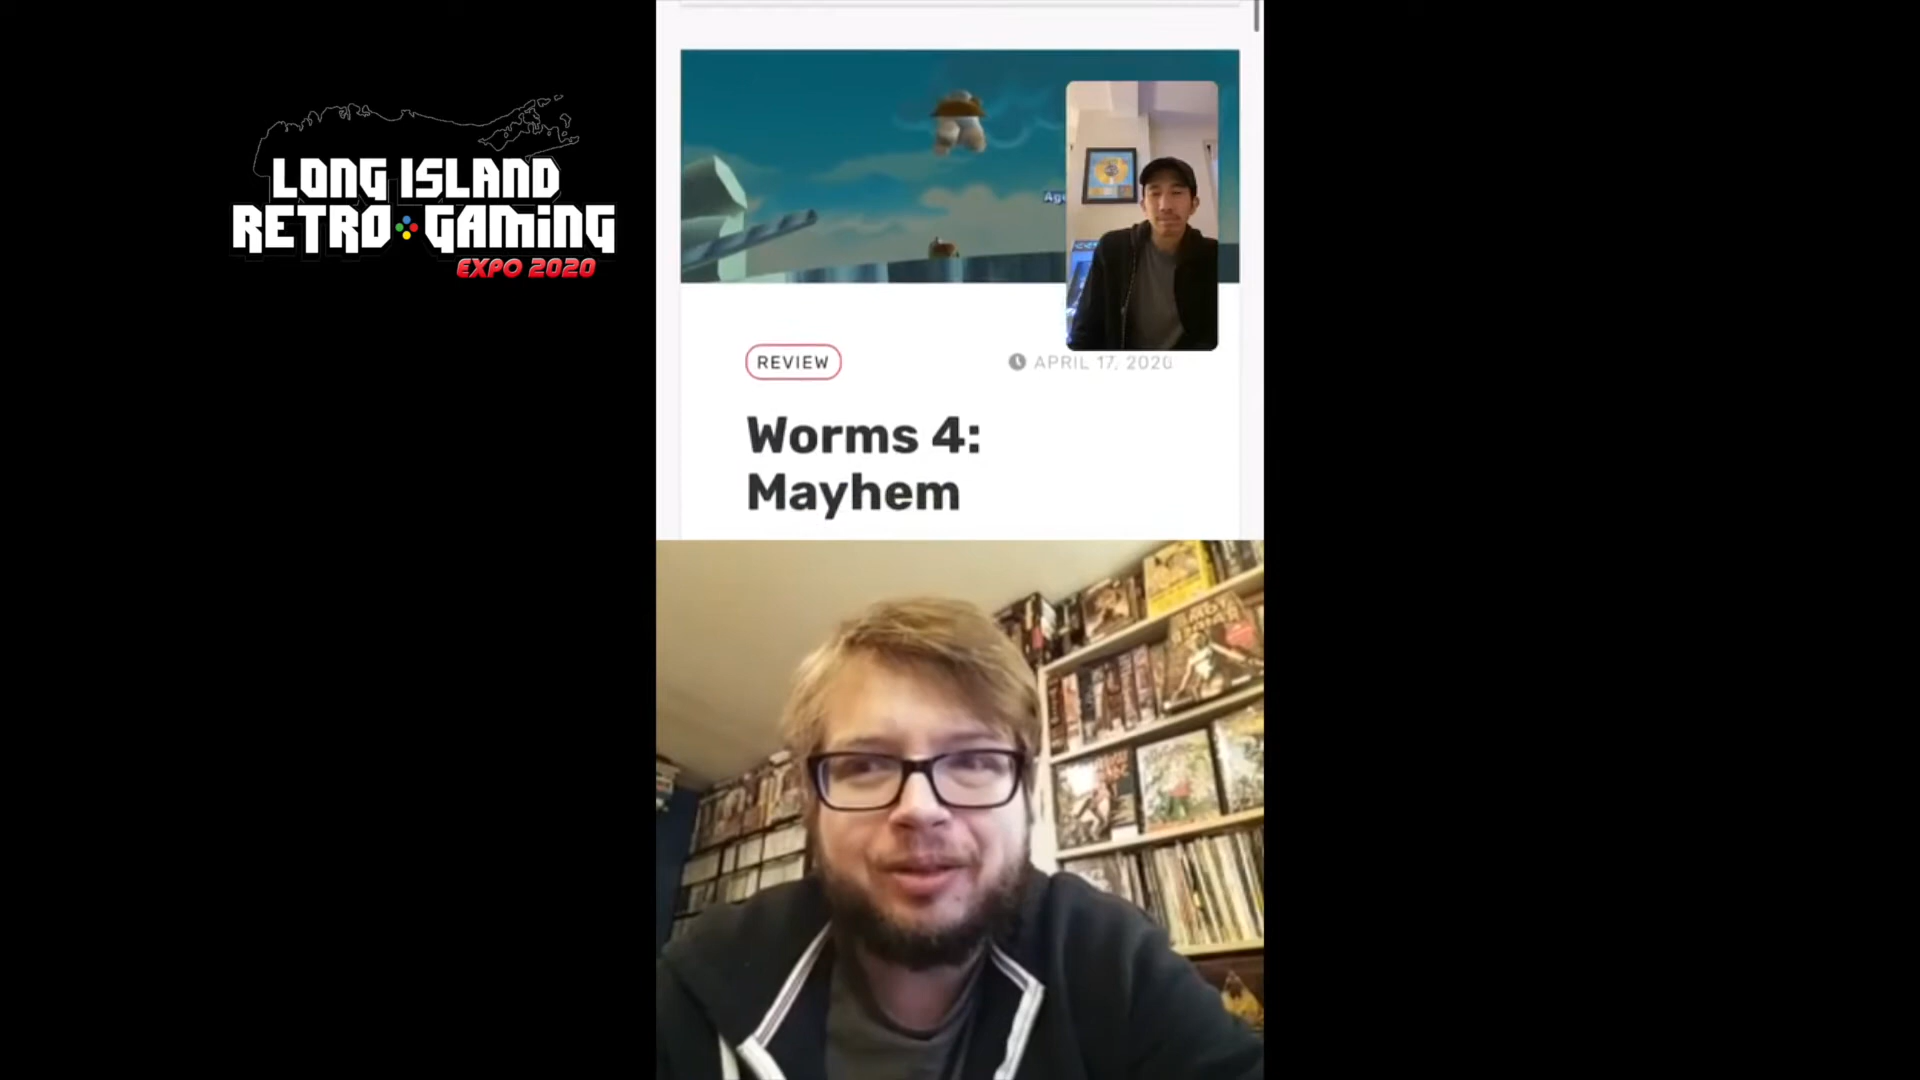 LONG ISLAND
RETRO GAMING
EXPO 2020
REVIEW
APRIL 17, 2020
Worms 4:
Mayhem